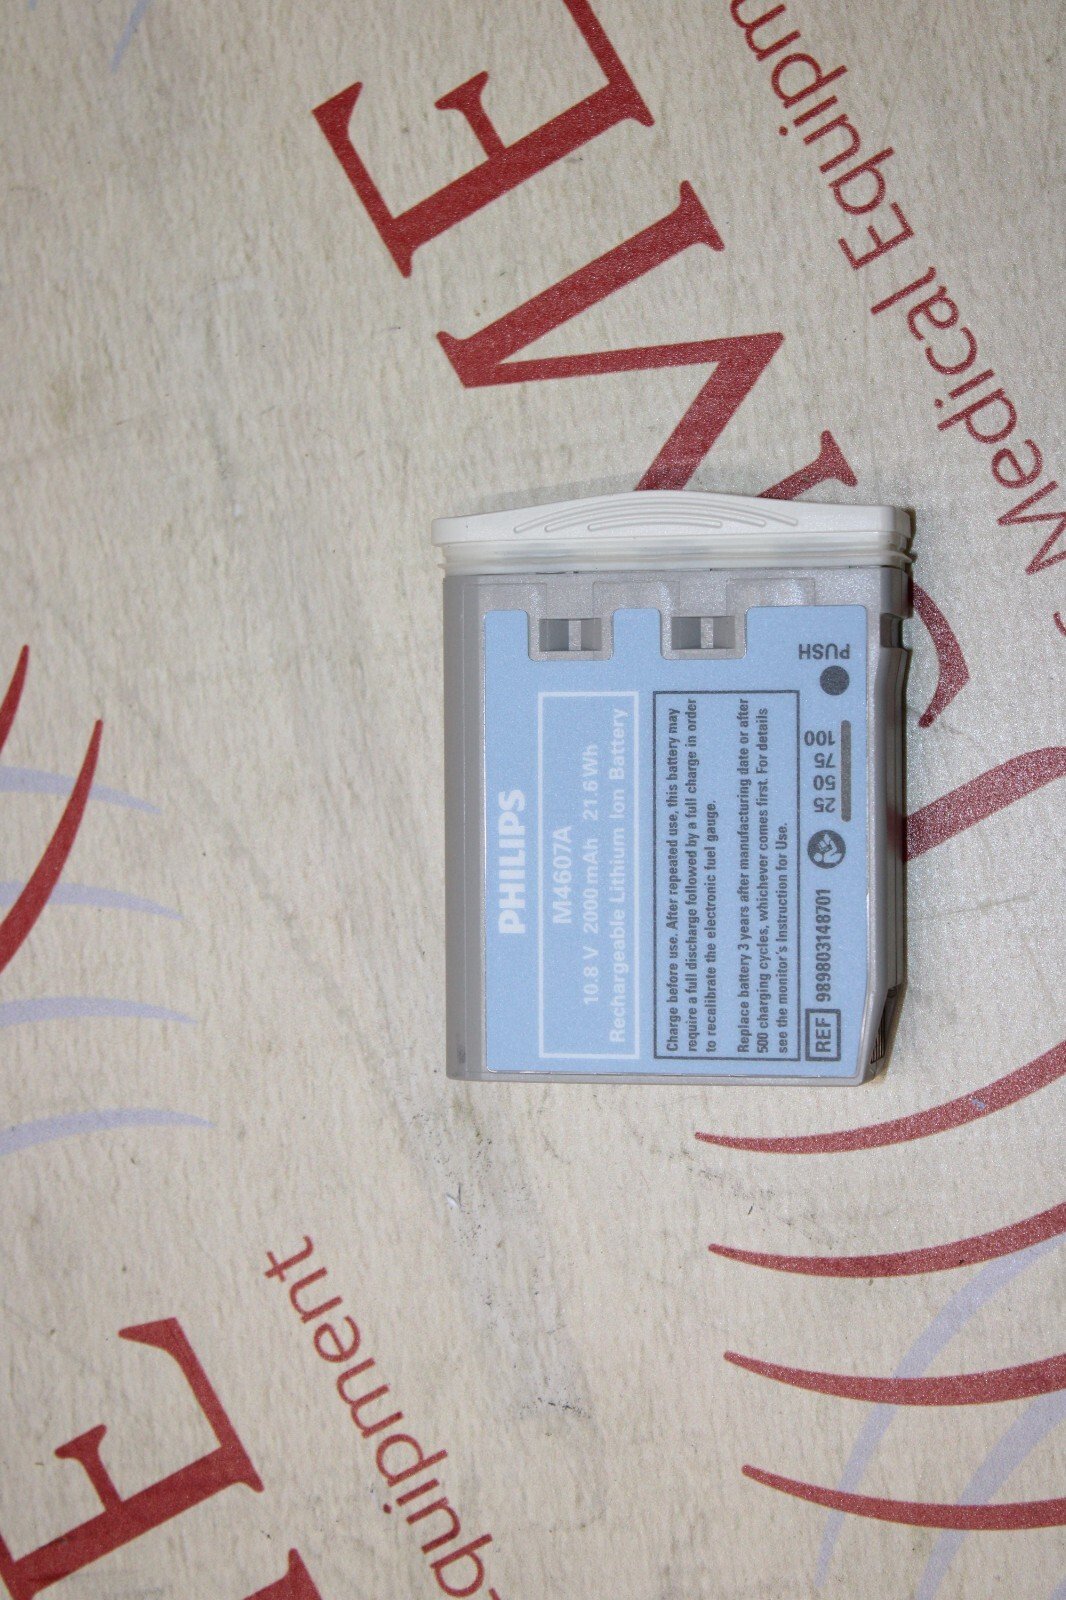 PHILIPS
M4607A
10.8 V 2000 mAh 21.6 Wh
Rechargeable Lithium Ion Battery
Charge before use. After repeated use, this battery may
require a full discharge followed by a full charge in order
to recalibrate the electronic fuel gauge.
Replace battery 3 years after manufacturing date or after
500 charging cycles, whichever comes first. For details
see the monitor's Instruction for Use.
REF 989803148701
25 50 75 100
PUSH
Medical Equipm
quipment